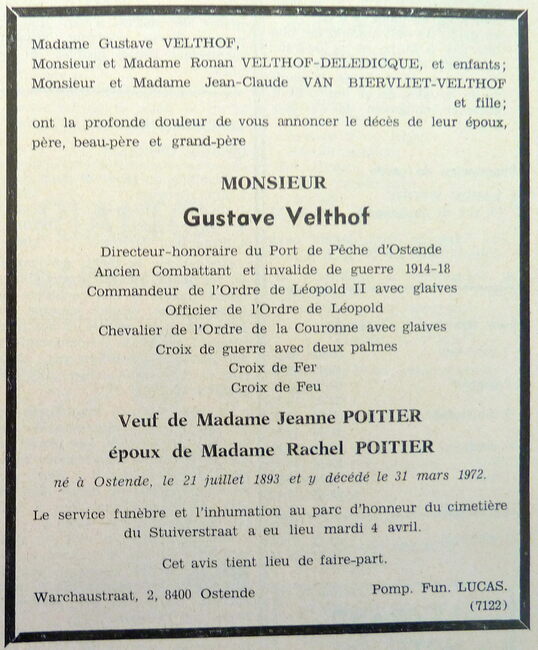 Madame Gustave VELTHOF,
Monsieur et Madame Ronan VELTHOF-DELEDICQUE, et enfants;
Monsieur et Madame Jean-Claude VAN BIERVLIET-VELTHOF
et fille;
ont la profonde douleur de vous annoncer le décès de leur époux,
père, beau-père et grand-père
MONSIEUR
Gustave Velthof
Directeur-honoraire du Port de Pêche d'Ostende
Ancien Combattant et invalide de guerre 1914-18
Commandeur de l'Ordre de Léopold II avec glaives
Officier de l'Ordre de Léopold
Chevalier de l'Ordre de la Couronne avec glaives
Croix de guerre avec deux palmes
Croix de Fer
Croix de Feu
Veuf de Madame Jeanne POITIER
époux de Madame Rachel POITIER
né à Ostende, le 21 juillet 1893 et y décédé le 31 mars 1972.
Le service funèbre et l'inhumation au parc d'honneur du cimetière
du Stuiverstraat a eu lieu mardi 4 avril.
Cet avis tient lieu de faire-part.
Warchaustraat, 2, 8400 Ostende
Pomp. Fun. LUCAS.
(7122)